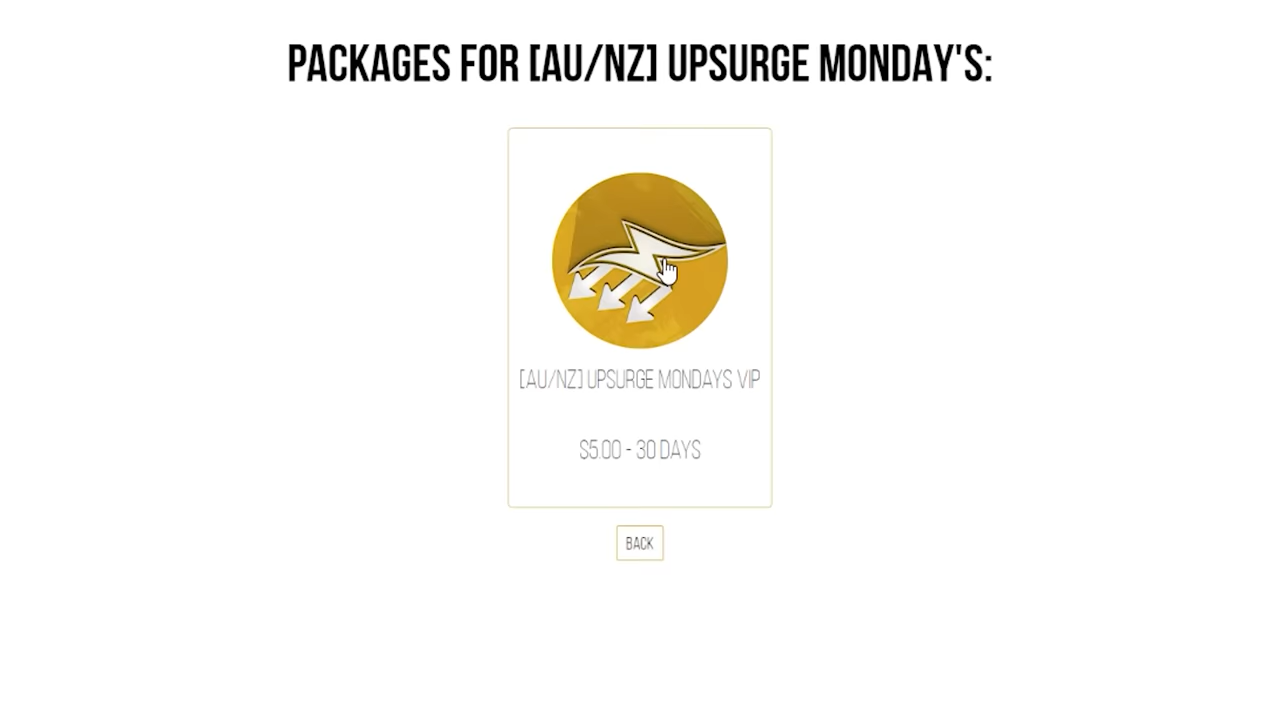 PACKAGES FOR [AU/NZ] UPSURGE MONDAY'S:
[AU/NZ] UPSURGE MONDAYS VIP
$5.00 - 30 DAYS
BACK